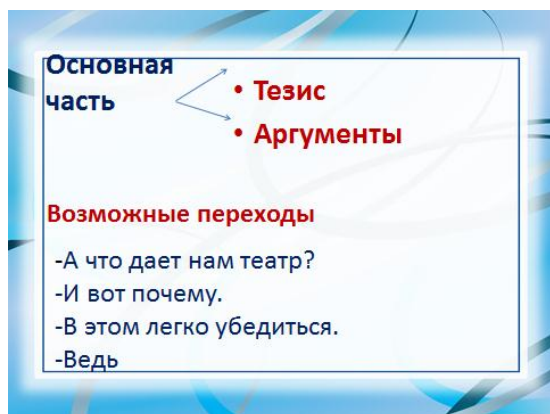 Основная
часть
• Тезис
• Аргументы
Возможные переходы
-А что дает нам театр?
-И вот почему.
-В этом легко убедиться.
-Ведь